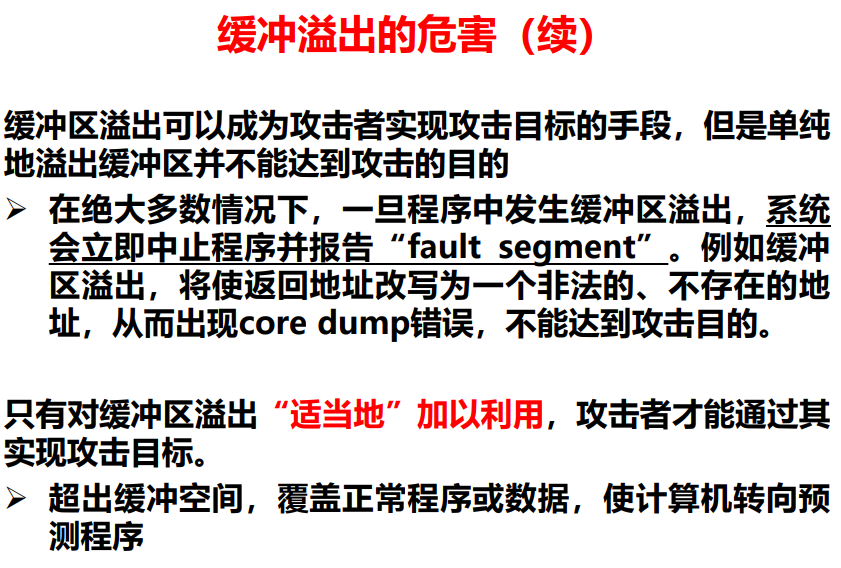 缓冲溢出的危害（续）
缓冲区溢出可以成为攻击者实现攻击目标的手段，但是单纯
地溢出缓冲区并不能达到攻击的目的
➢ 在绝大多数情况下，一旦程序中发生缓冲区溢出，系统
会立即中止程序并报告“fault segment”。例如缓冲
区溢出，将使返回地址改写为一个非法的、不存在的地
址，从而出现core dump错误，不能达到攻击目的。
只有对缓冲区溢出“适当地”加以利用，攻击者才能通过其
实现攻击目标。
➢ 超出缓冲空间，覆盖正常程序或数据，使计算机转向预
测程序